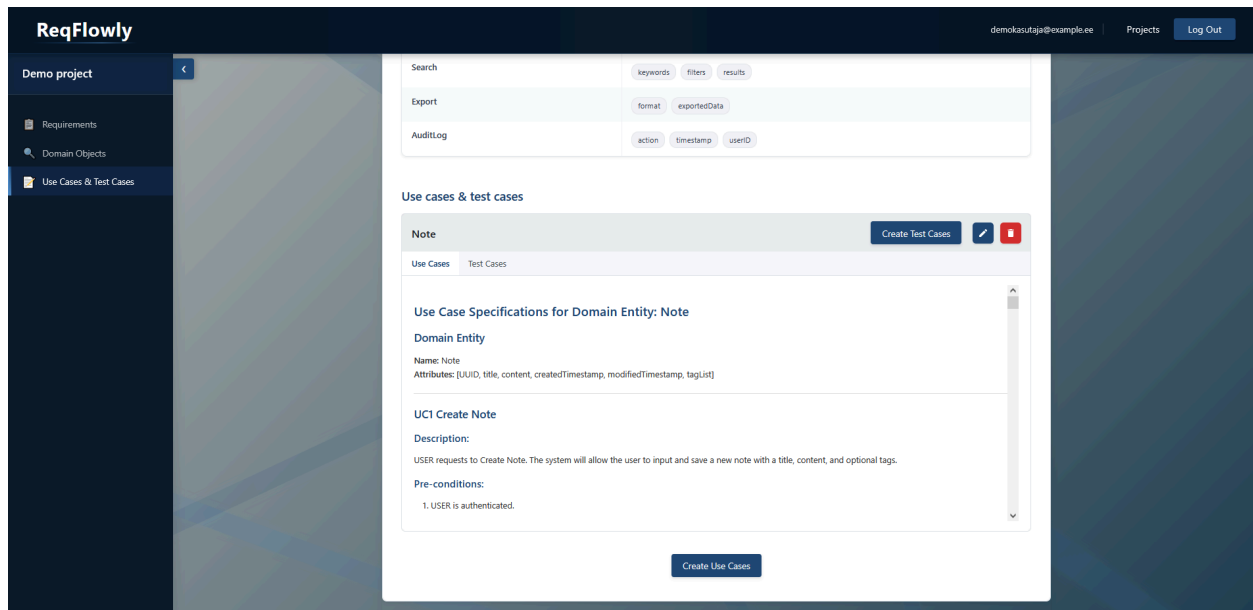 ReqFlowly
demokasutaja@example.ee
Projects
Log Out
Demo project
Requirements
Domain Objects
Use Cases & Test Cases
Search
keywords filters results
Export
format exportedData
AuditLog
action timestamp userID
Use cases & test cases
Note
Create Test Cases
Use Cases Test Cases
Use Case Specifications for Domain Entity: Note
Domain Entity
Name: Note
Attributes: [UUID, title, content, createdTimestamp, modifiedTimestamp, tagList]
UC1 Create Note
Description:
USER requests to Create Note. The system will allow the user to input and save a new note with a title, content, and optional tags.
Pre-conditions:
1. USER is authenticated.
Create Use Cases